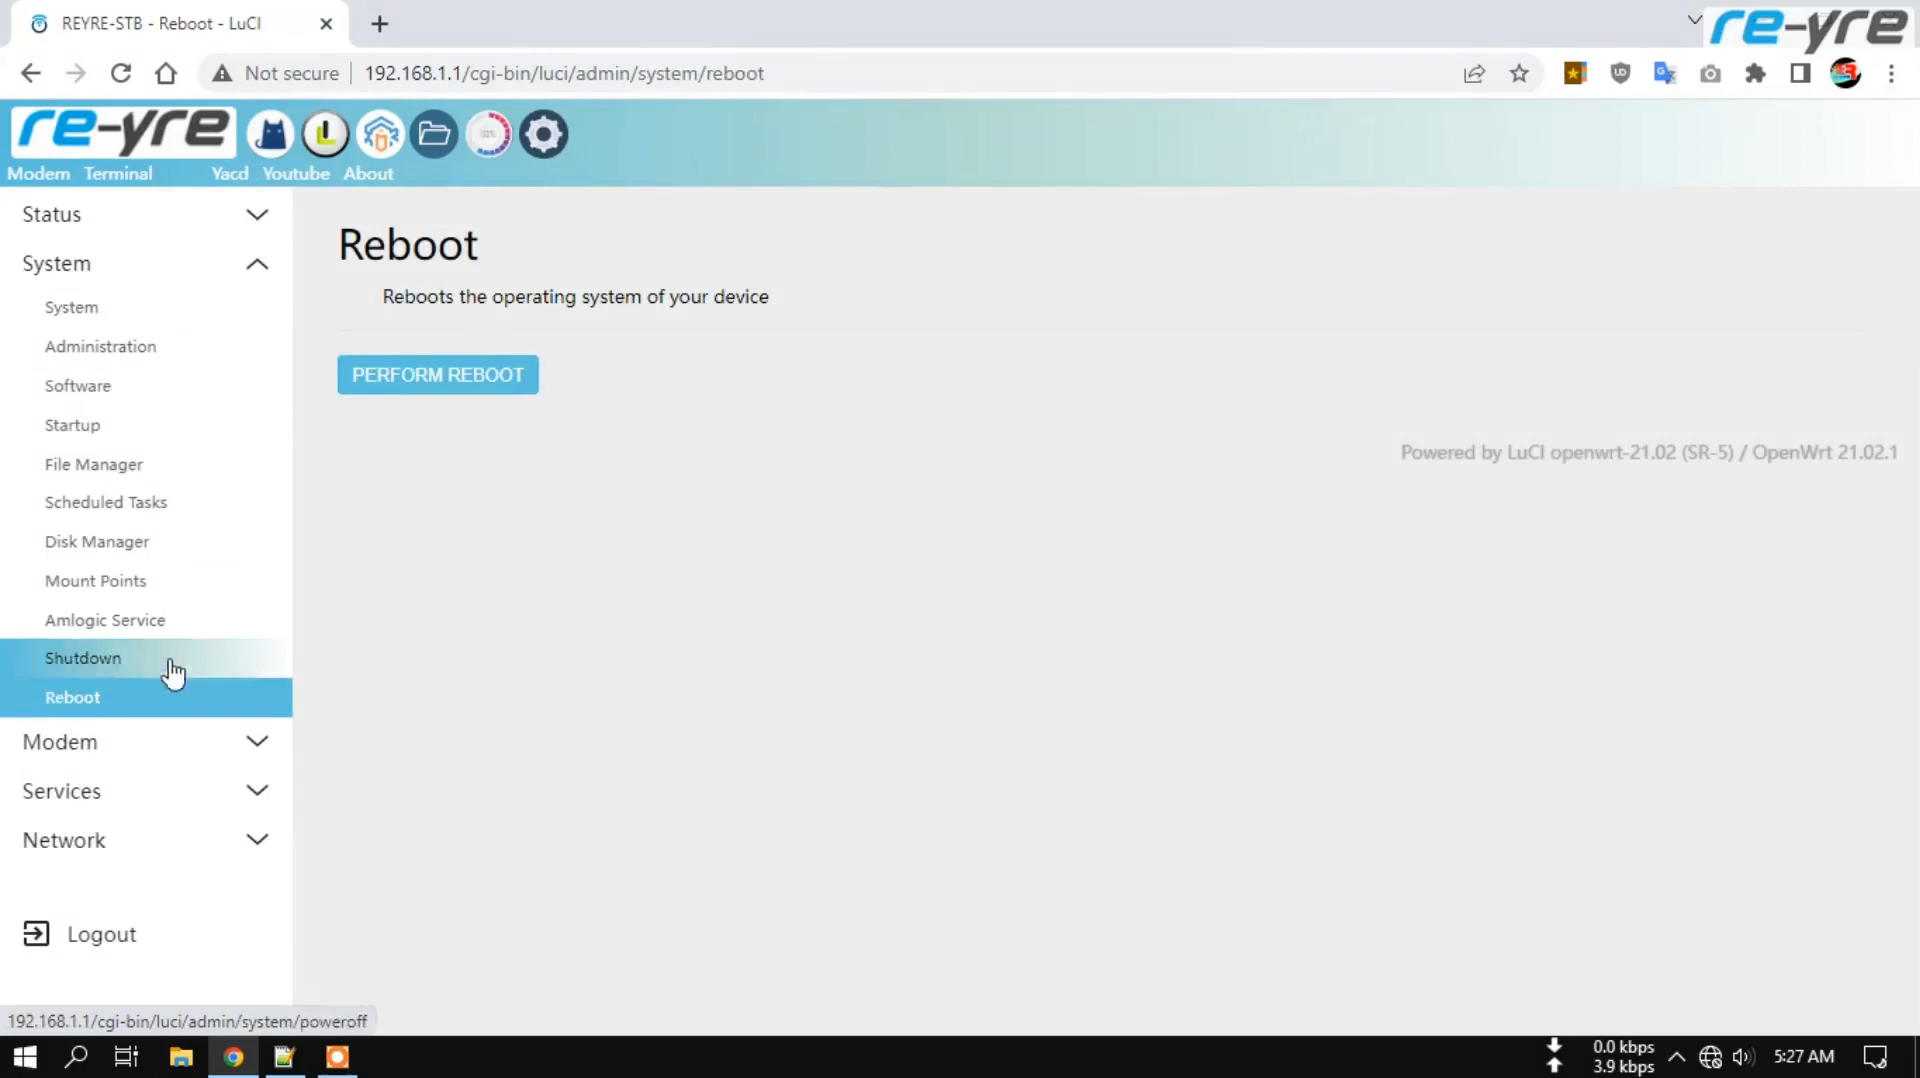 REYRE-STB - Reboot - LuCI
re-yre
Not secure
192.168.1.1/cgi-bin/luci/admin/system/reboot
re-yre
100%
Modem Terminal Yacd Youtube About
Status
System
System
Administration
Software
Startup
File Manager
Scheduled Tasks
Disk Manager
Mount Points
Amlogic Service
Shutdown
Reboot
Modem
Services
Network
Logout
Reboot
Reboots the operating system of your device
PERFORM REBOOT
Powered by LuCI openwrt-21.02 (SR-5) / OpenWrt 21.02.1
192.168.1.1/cgi-bin/luci/admin/system/poweroff
0.0 kbps
3.9 kbps
5:27 AM